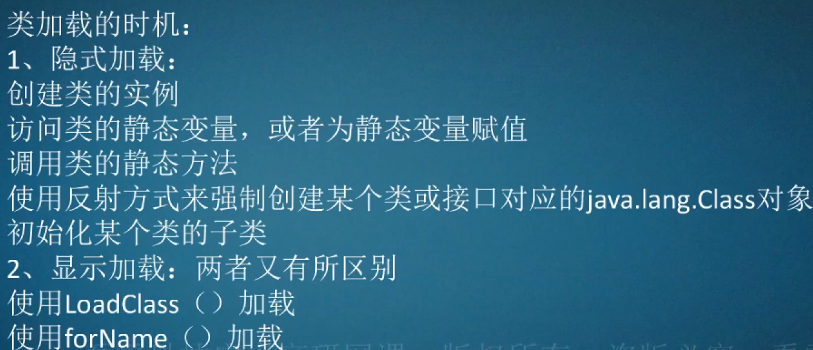 类加载的时机：
1、隐式加载：
创建类的实例
访问类的静态变量，或者为静态变量赋值
调用类的静态方法
使用反射方式来强制创建某个类或接口对应的java.lang.Class对象
初始化某个类的子类
2、显示加载：两者又有所区别
使用LoadClass（）加载
使用forName（）加载